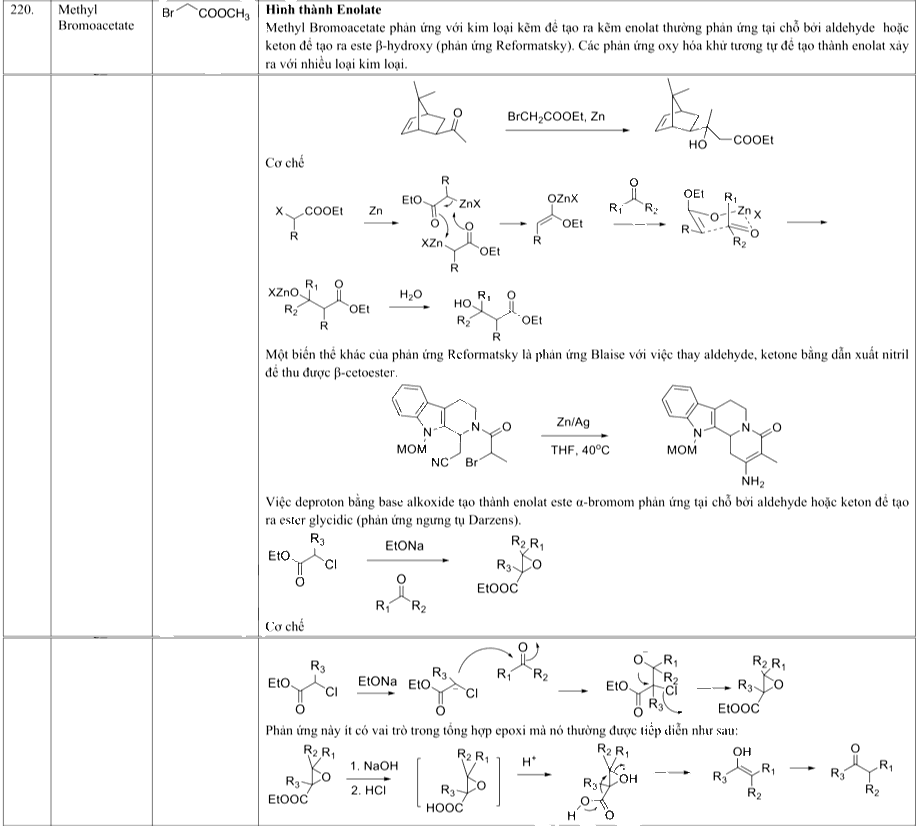 220.
Methyl
Bromoacetate
Br COOCH3
Hình thành Enolate
Methyl Bromoacetate phản ứng với kim loại kẽm để tạo ra kẽm enolat thường phản ứng tại chỗ bởi aldehyde hoặc
keton để tạo ra este β-hydroxy (phản ứng Reformatsky). Các phản ứng oxy hóa khử tương tự để tạo thành enolat xảy
ra với nhiều loại kim loại.
O
BrCH2COOEt, Zn
HO COOEt
Cơ chế
X COOEt R
Zn
R EtO ZnX O
O XZn OEt R
OZnX OEt R
O R1 R2
OEt R1 O Zn X R O R2
XZnO R1 O R2 OEt R
H2O
HO R1 O R2 OEt R
Một biến thể khác của phản ứng Reformatsky là phản ứng Blaise với việc thay aldehyde, ketone bằng dẫn xuất nitril
để thu được β-cetoester.
N MOM N O NC Br
Zn/Ag
THF, 40°C
N MOM N O NH2
Việc deproton bằng base alkoxide tạo thành enolat este α-bromom phản ứng tại chỗ bởi aldehyde hoặc keton để tạo
ra ester glycidic (phản ứng ngưng tụ Darzens).
R3 EtO Cl O
EtONa
O R1 R2
R2 R1 R3 O EtOOC
Cơ chế
R3 EtO Cl O
EtONa
R3 EtO - Cl O
O R1 R2
O- R1 R2 EtO Cl O R3
R2 R1 R3 O EtOOC
Phản ứng này ít có vai trò trong tổng hợp epoxi mà nó thường được tiếp diễn như sau:
R2 R1 R3 O EtOOC
1. NaOH
2. HCl
R2 R1 R3 O HOOC
H+
R2 R1 R3 OH O H O
OH R3 R1 R2
O R3 R1 R2